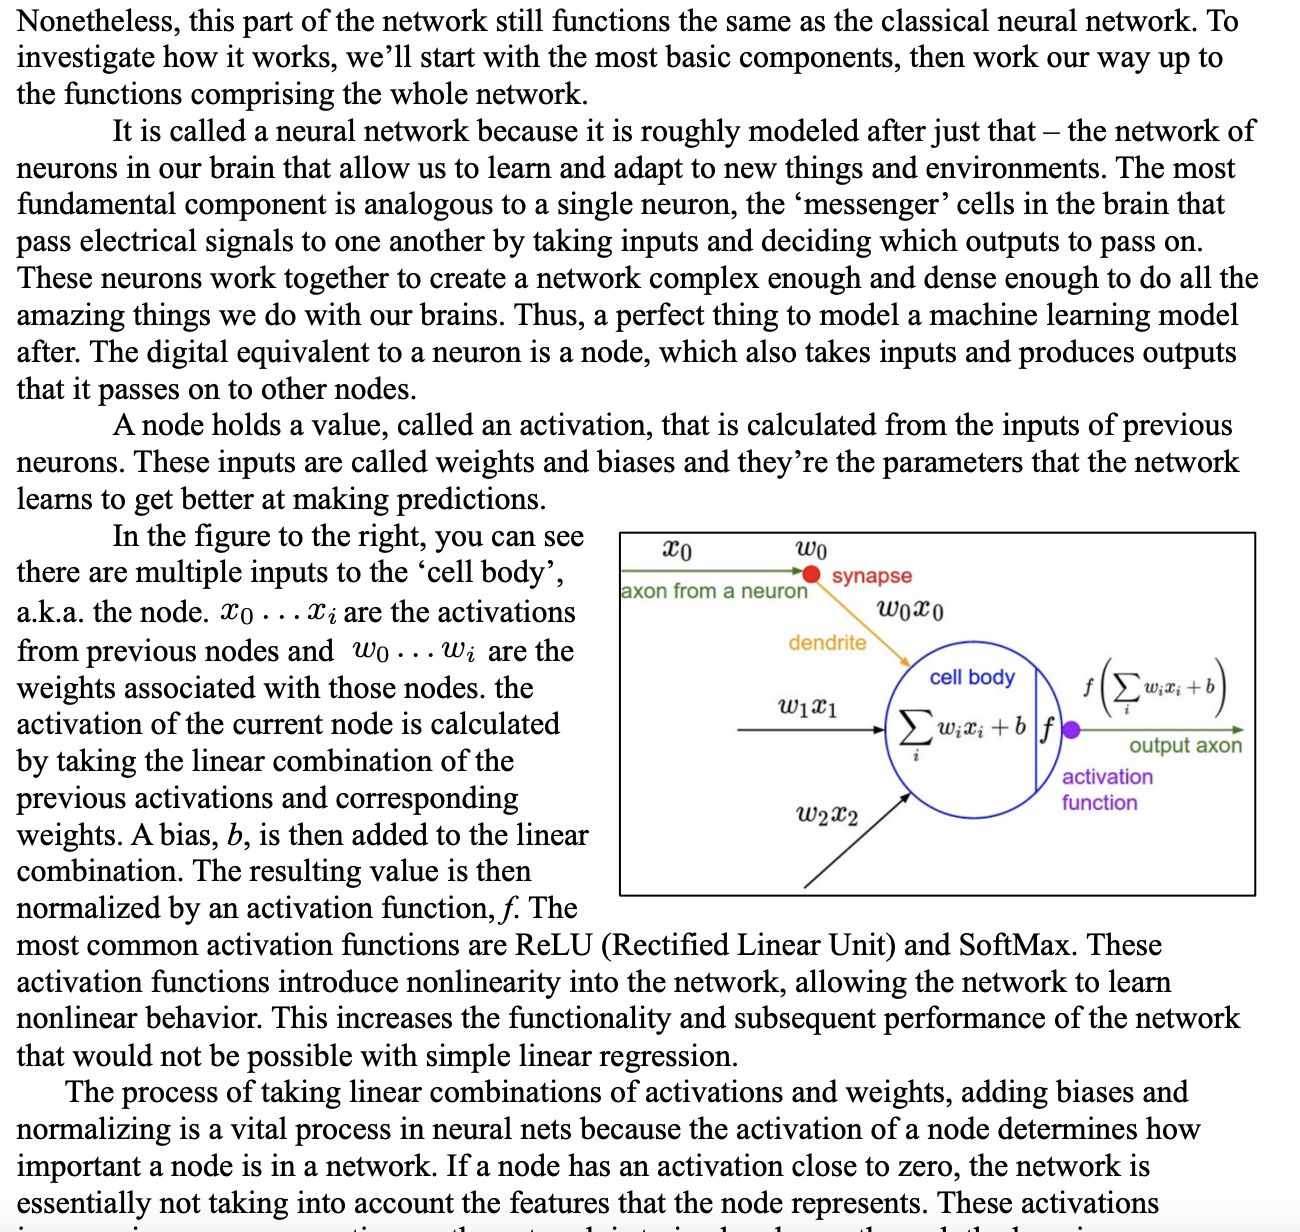 Nonetheless, this part of the network still functions the same as the classical neural network. To
investigate how it works, we’ll start with the most basic components, then work our way up to
the functions comprising the whole network.
It is called a neural network because it is roughly modeled after just that – the network of
neurons in our brain that allow us to learn and adapt to new things and environments. The most
fundamental component is analogous to a single neuron, the ‘messenger’ cells in the brain that
pass electrical signals to one another by taking inputs and deciding which outputs to pass on.
These neurons work together to create a network complex enough and dense enough to do all the
amazing things we do with our brains. Thus, a perfect thing to model a machine learning model
after. The digital equivalent to a neuron is a node, which also takes inputs and produces outputs
that it passes on to other nodes.
A node holds a value, called an activation, that is calculated from the inputs of previous
neurons. These inputs are called weights and biases and they’re the parameters that the network
learns to get better at making predictions.
In the figure to the right, you can see
there are multiple inputs to the ‘cell body’,
a.k.a. the node. x₀ . . . xᵢ are the activations
from previous nodes and w₀ . . . wᵢ are the
weights associated with those nodes. the
activation of the current node is calculated
by taking the linear combination of the
previous activations and corresponding
weights. A bias, b, is then added to the linear
combination. The resulting value is then
normalized by an activation function, f. The
x₀
w₀
synapse
axon from a neuron
w₀x₀
dendrite
cell body
f(∑ᵢ wᵢxᵢ + b)
w₁x₁
∑ᵢ wᵢxᵢ + b
f
output axon
activation
function
w₂x₂
most common activation functions are ReLU (Rectified Linear Unit) and SoftMax. These
activation functions introduce nonlinearity into the network, allowing the network to learn
nonlinear behavior. This increases the functionality and subsequent performance of the network
that would not be possible with simple linear regression.
The process of taking linear combinations of activations and weights, adding biases and
normalizing is a vital process in neural nets because the activation of a node determines how
important a node is in a network. If a node has an activation close to zero, the network is
essentially not taking into account the features that the node represents. These activations